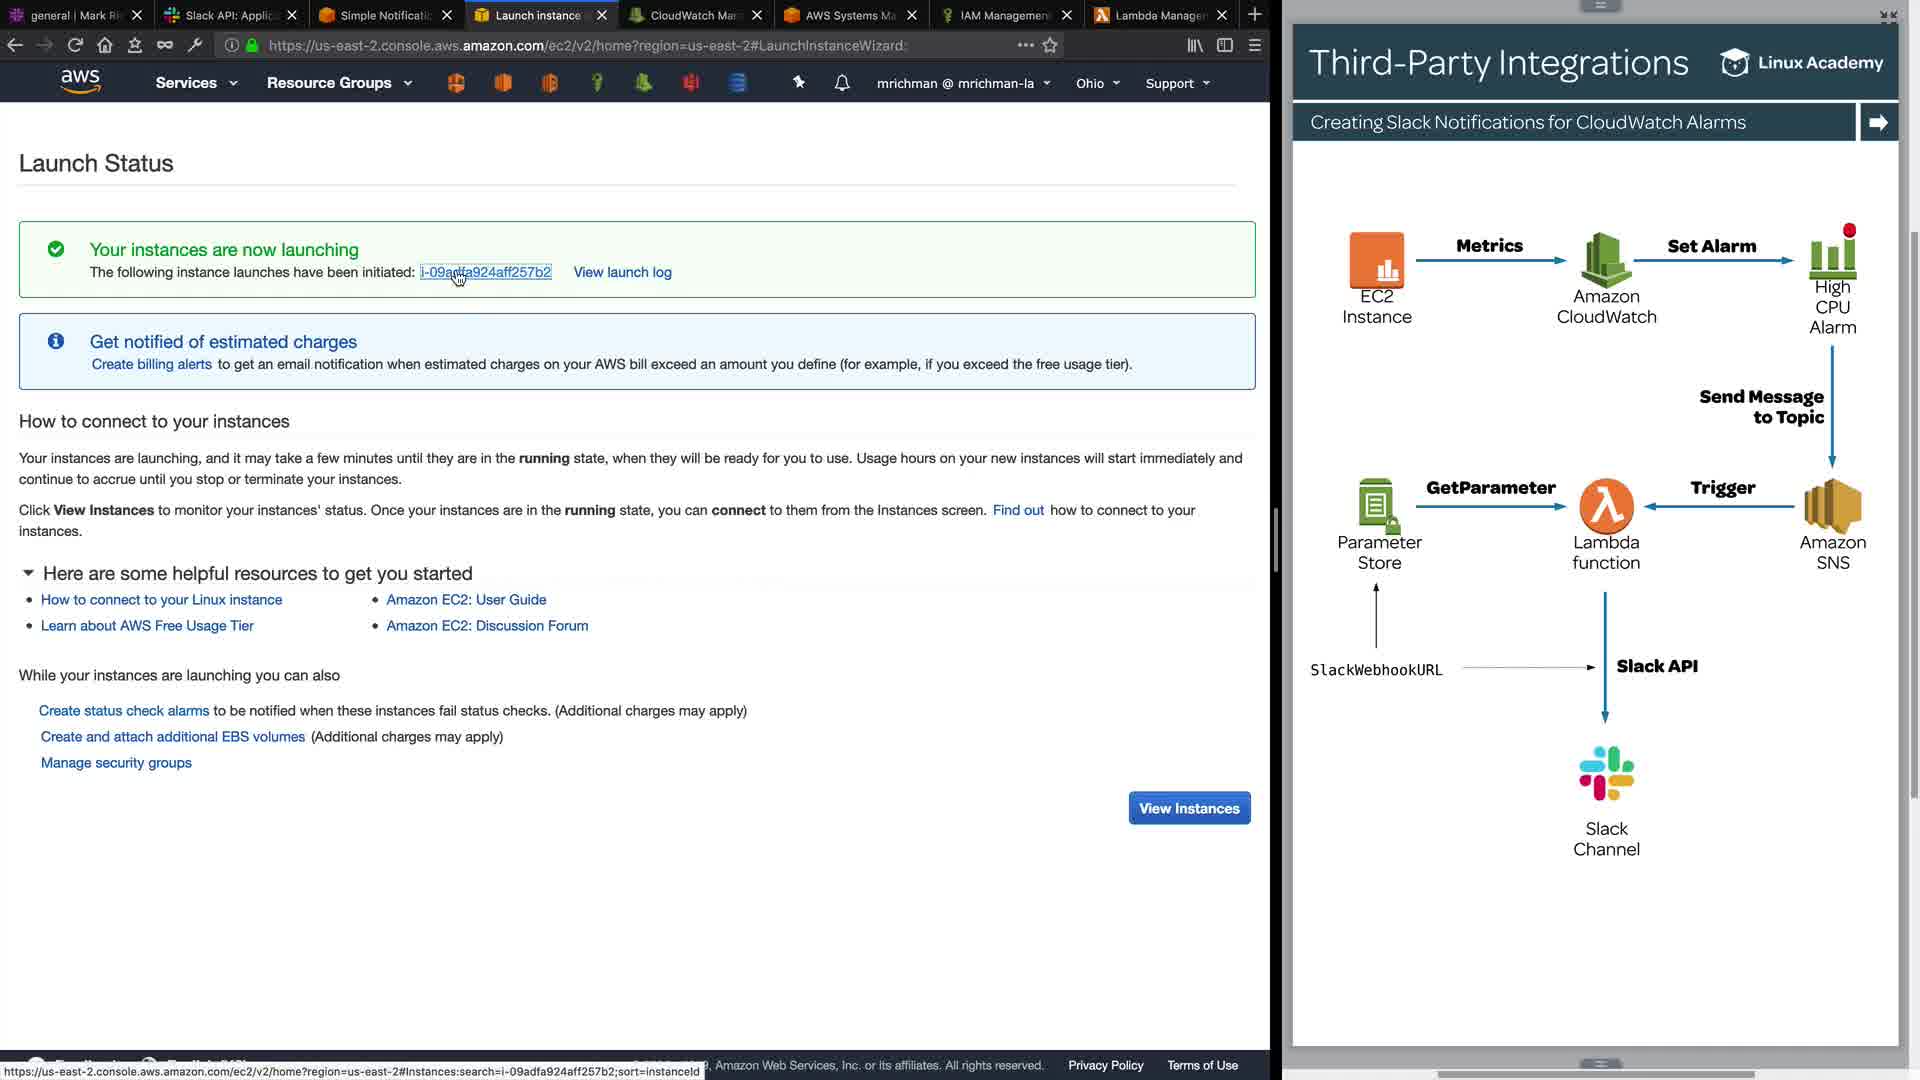 general | Mark Ri
Slack API: Applic
Simple Notificatio
Launch instance
CloudWatch Man
AWS Systems Ma
IAM Management
Lambda Manager
https://us-east-2.console.aws.amazon.com/ec2/v2/home?region=us-east-2#LaunchInstanceWizard:
aws
Services
Resource Groups
mrichman @ mrichman-la
Ohio
Support
Launch Status
Your instances are now launching
The following instance launches have been initiated: i-09adfa924aff257b2 View launch log
Get notified of estimated charges
Create billing alerts to get an email notification when estimated charges on your AWS bill exceed an amount you define (for example, if you exceed the free usage tier).
How to connect to your instances
Your instances are launching, and it may take a few minutes until they are in the running state, when they will be ready for you to use. Usage hours on your new instances will start immediately and
continue to accrue until you stop or terminate your instances.
Click View Instances to monitor your instances' status. Once your instances are in the running state, you can connect to them from the Instances screen. Find out how to connect to your
instances.
Here are some helpful resources to get you started
• How to connect to your Linux instance
• Amazon EC2: User Guide
• Learn about AWS Free Usage Tier
• Amazon EC2: Discussion Forum
While your instances are launching you can also
Create status check alarms to be notified when these instances fail status checks. (Additional charges may apply)
Create and attach additional EBS volumes (Additional charges may apply)
Manage security groups
View Instances
Amazon Web Services, Inc. or its affiliates. All rights reserved.
Privacy Policy
Terms of Use
https://us-east-2.console.aws.amazon.com/ec2/v2/home?region=us-east-2#Instances:search=i-09adfa924aff257b2;sort=instanceId
Third-Party Integrations
Linux Academy
Creating Slack Notifications for CloudWatch Alarms
Metrics
Set Alarm
EC2
Instance
Amazon
CloudWatch
High
CPU
Alarm
Send Message
to Topic
GetParameter
Trigger
Parameter
Store
Lambda
function
Amazon
SNS
SlackWebhookURL
Slack API
Slack
Channel